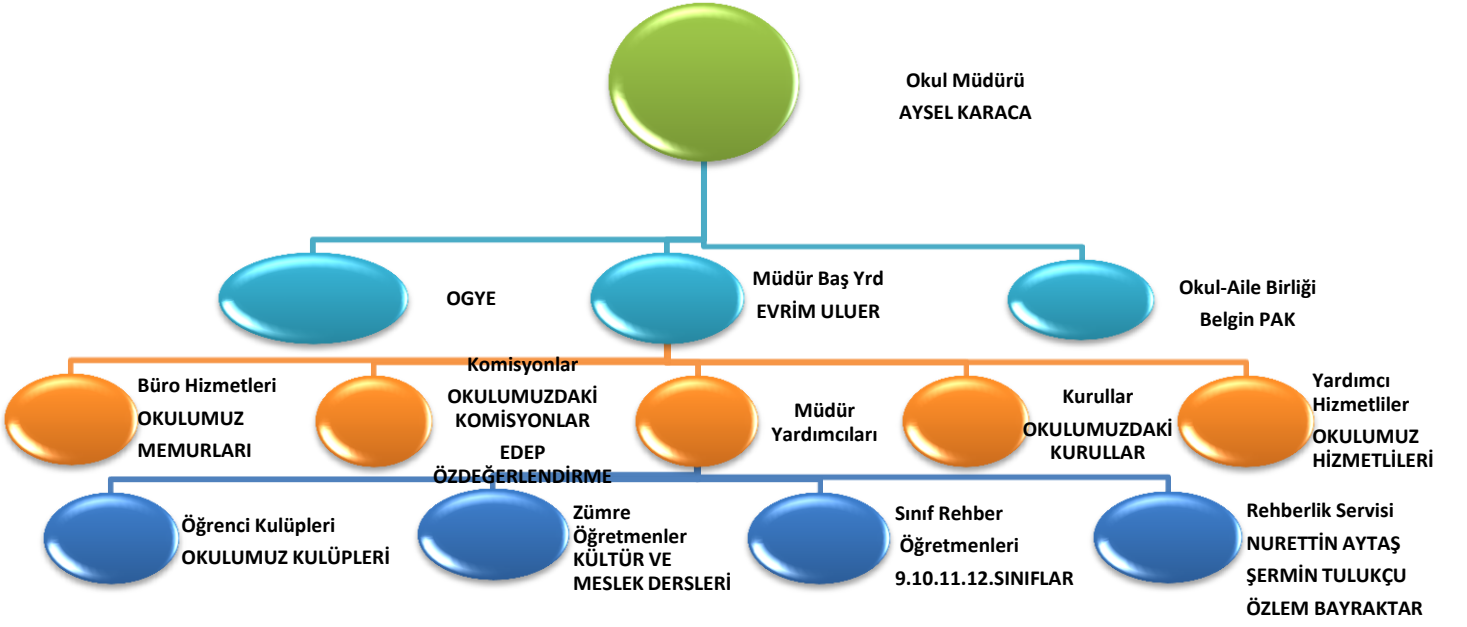 Okul Müdürü
AYSEL KARACA
OGYE
Müdür Baş Yrd
EVRİM ULUER
Okul-Aile Birliği
Belgin PAK
Büro Hizmetleri
OKULUMUZ
MEMURLARI
Komisyonlar
OKULUMUZDAKİ
KOMİSYONLAR
EDEP
ÖZDEĞERLENDİRME
Müdür
Yardımcıları
Kurullar
OKULUMUZDAKİ
KURULLAR
Yardımcı
Hizmetliler
OKULUMUZ
HİZMETLİLERİ
Öğrenci Kulüpleri
OKULUMUZ KULÜPLERİ
Zümre
Öğretmenler
KÜLTÜR VE
MESLEK DERSLERİ
Sınıf Rehber
Öğretmenleri
9.10.11.12.SINIFLAR
Rehberlik Servisi
NURETTİN AYTAŞ
ŞERMİN TULUKÇU
ÖZLEM BAYRAKTAR